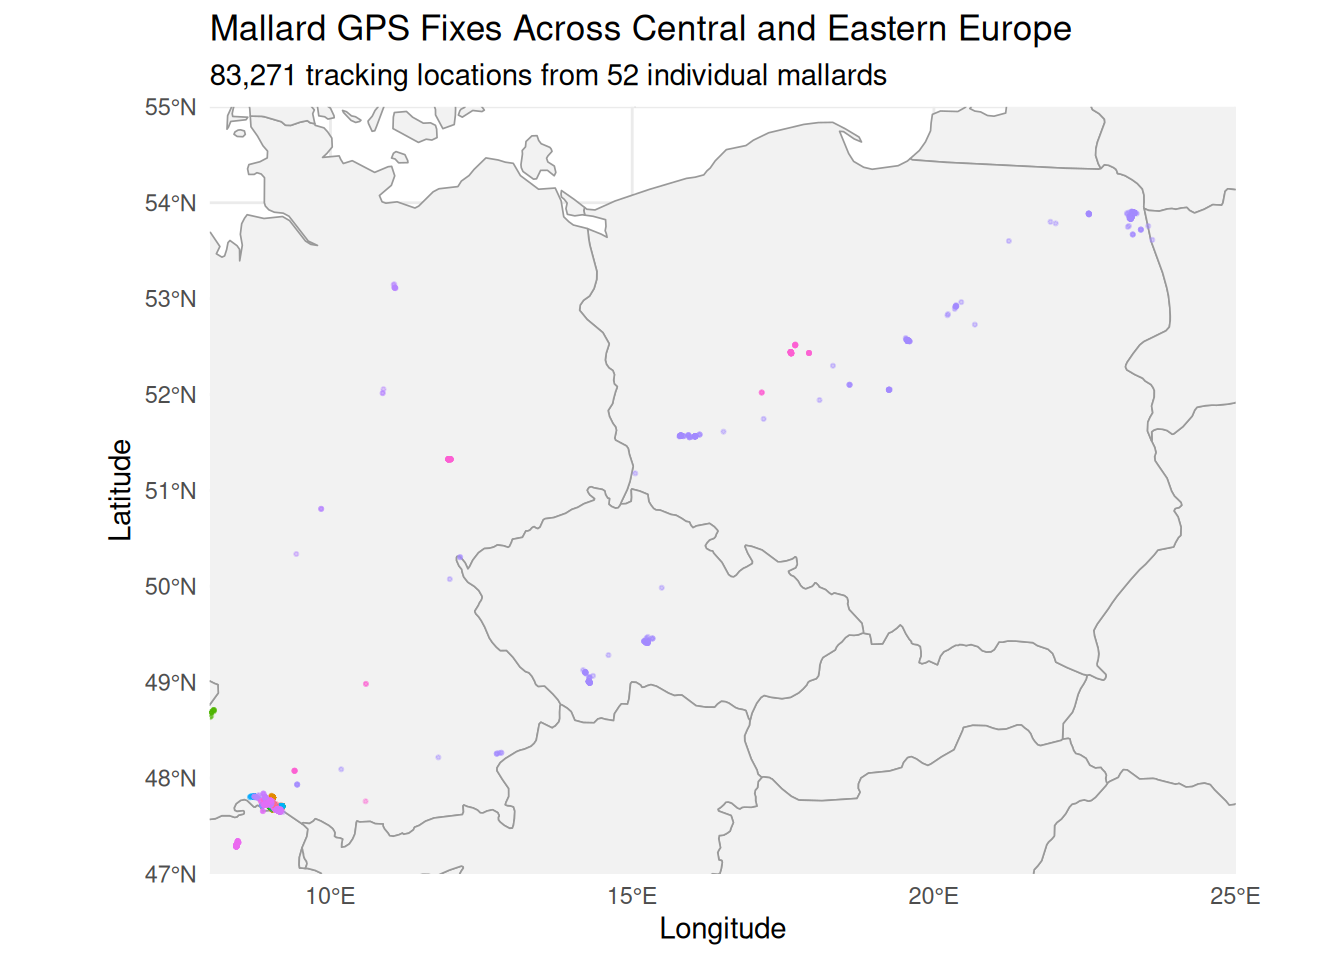 Mallard GPS Fixes Across Central and Eastern Europe
83,271 tracking locations from 52 individual mallards
55°N
54°N
53°N
52°N
51°N
50°N
49°N
48°N
47°N
Latitude
10°E
15°E
20°E
25°E
Longitude